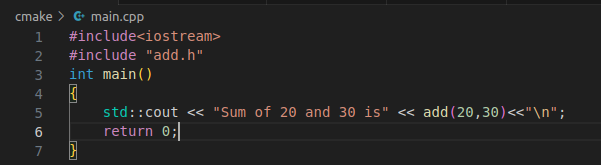 cmake > main.cpp
1 #include<iostream>
2 #include "add.h"
3 int main()
4 {
5 std::cout << "Sum of 20 and 30 is" << add(20,30)<<"\n";
6 return 0;
7 }